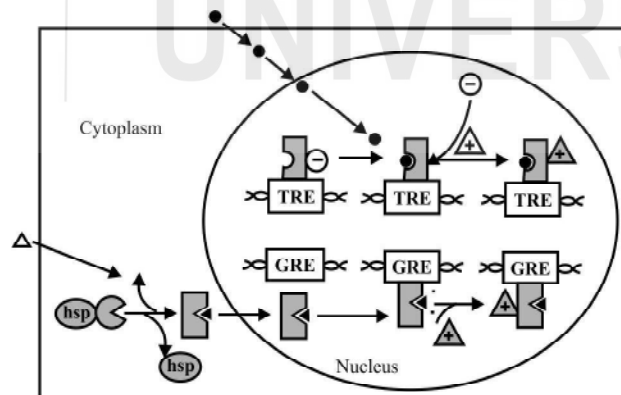 UNIVERS
Cytoplasm
−
−
+
+
TRE TRE TRE
GRE GRE GRE
hsp
+
+
hsp
Nucleus